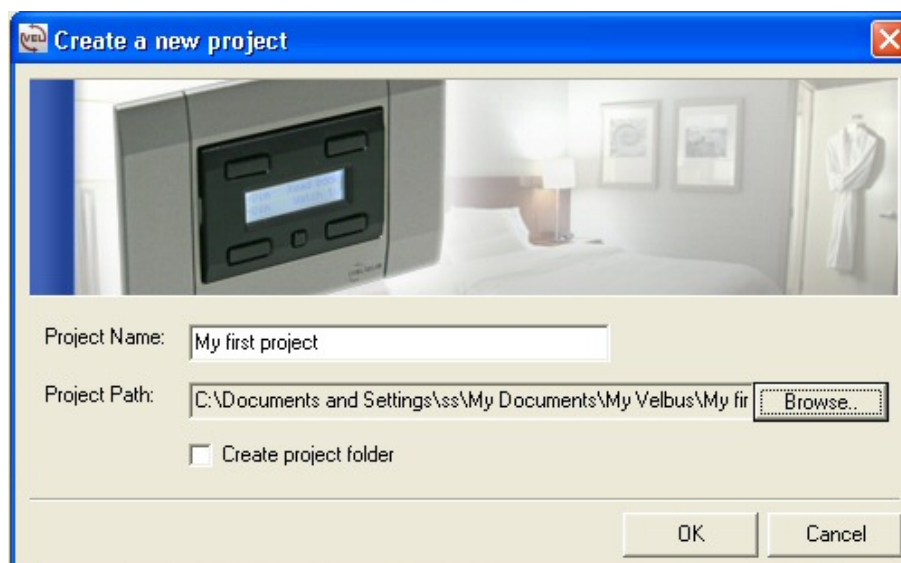 VEL
Create a new project
Project Name:
My first project
Project Path:
C:\Documents and Settings\ss\My Documents\My Velbus\My fir
Browse..
Create project folder
OK
Cancel